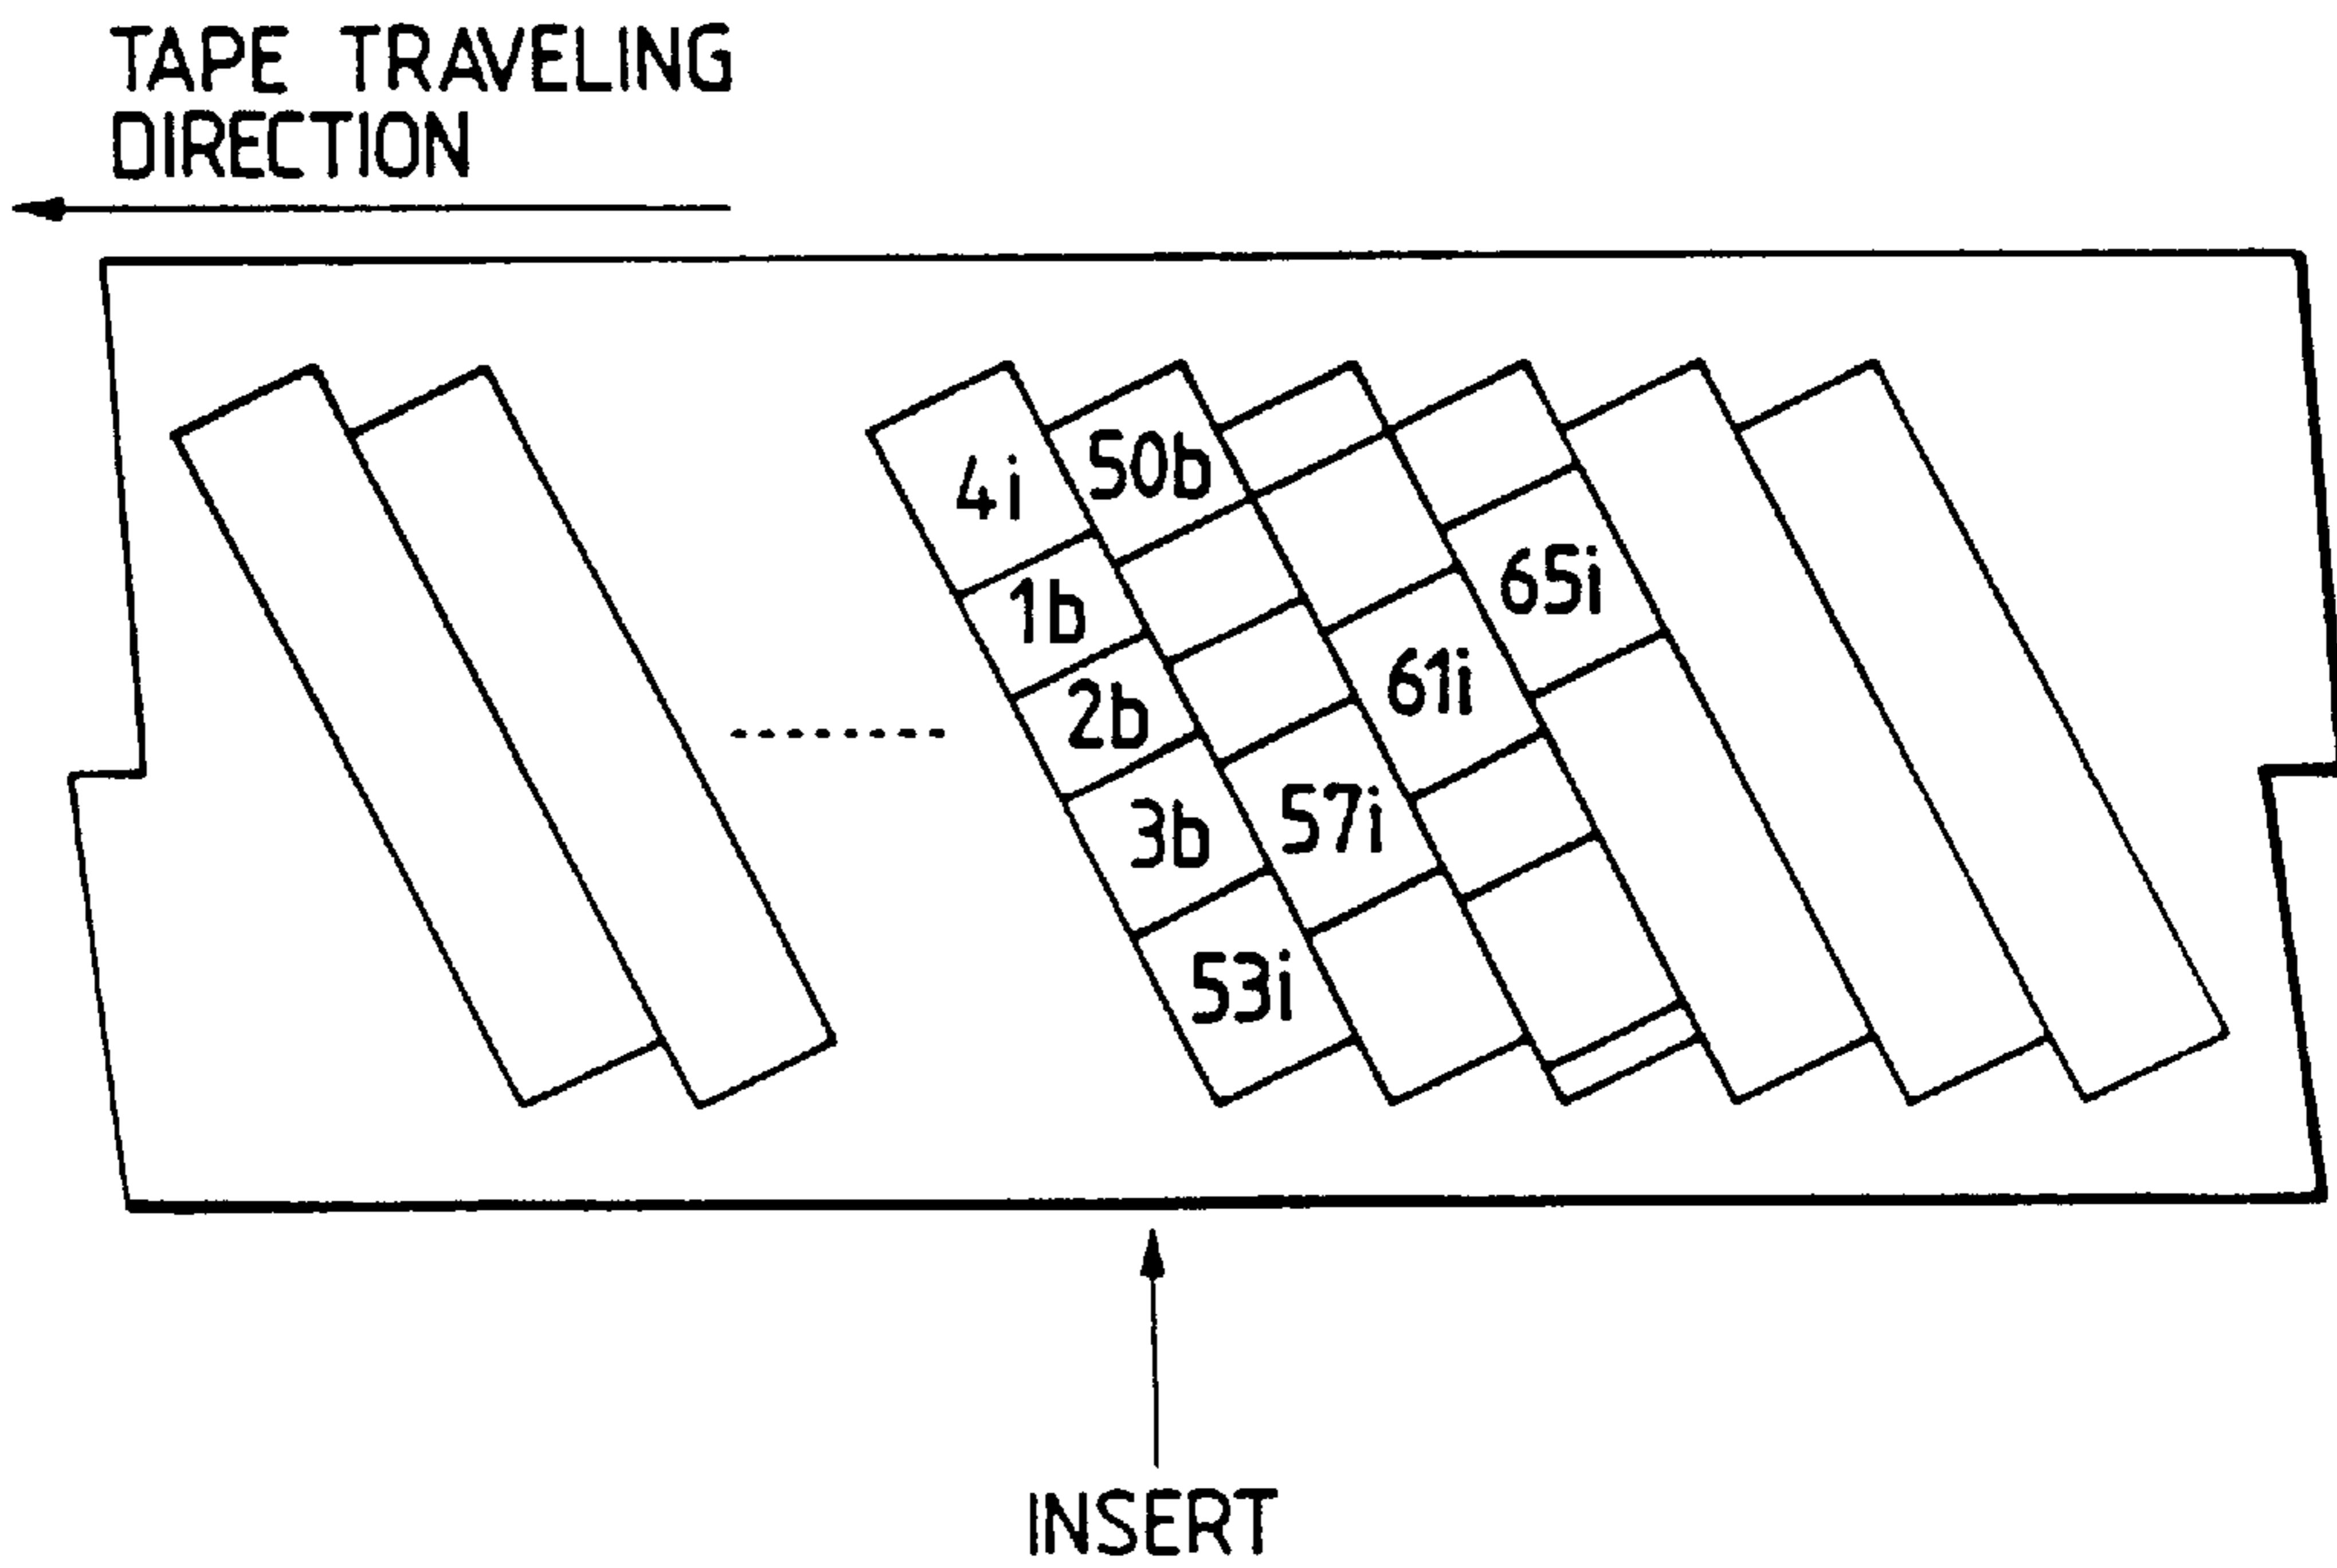 TAPE TRAVELING
DIRECTION
4i
50b
1b
65i
2b
61i
3b
57i
53i
INSERT